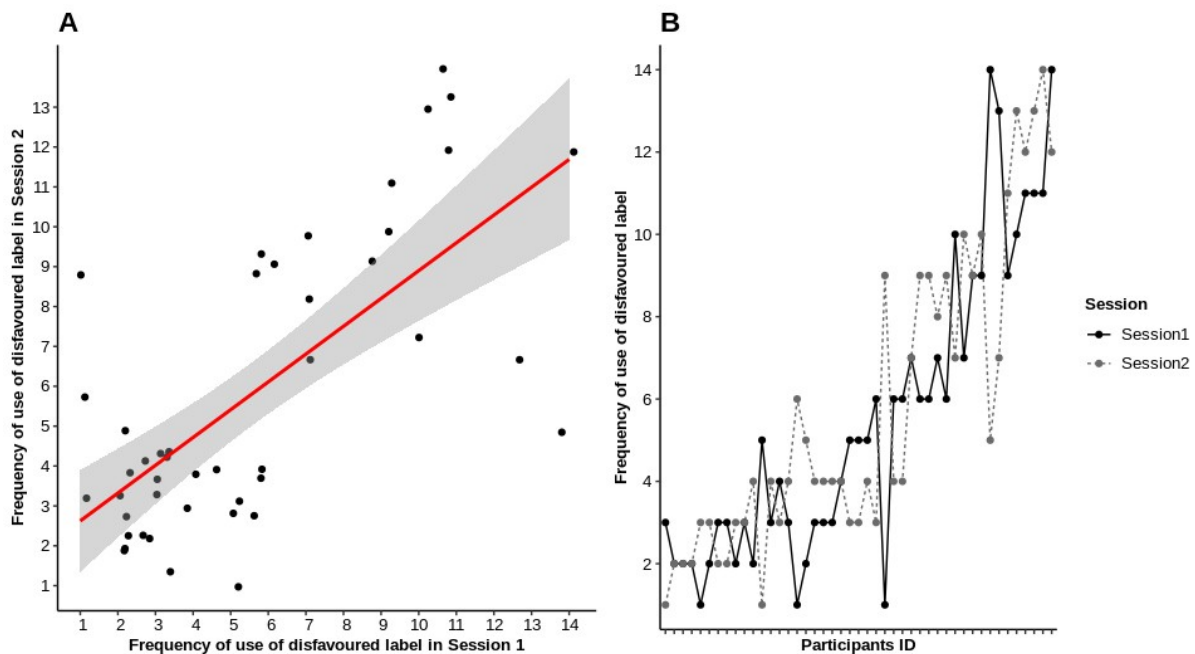 A
Frequency of use of disfavoured label in Session 2
13
12
11
10
9
8
7
6
5
4
3
2
1
1 2 3 4 5 6 7 8 9 10 11 12 13 14
Frequency of use of disfavoured label in Session 1
B
Frequency of use of disfavoured label
14
12
10
8
6
4
2
Participants ID
Session
Session1
Session2